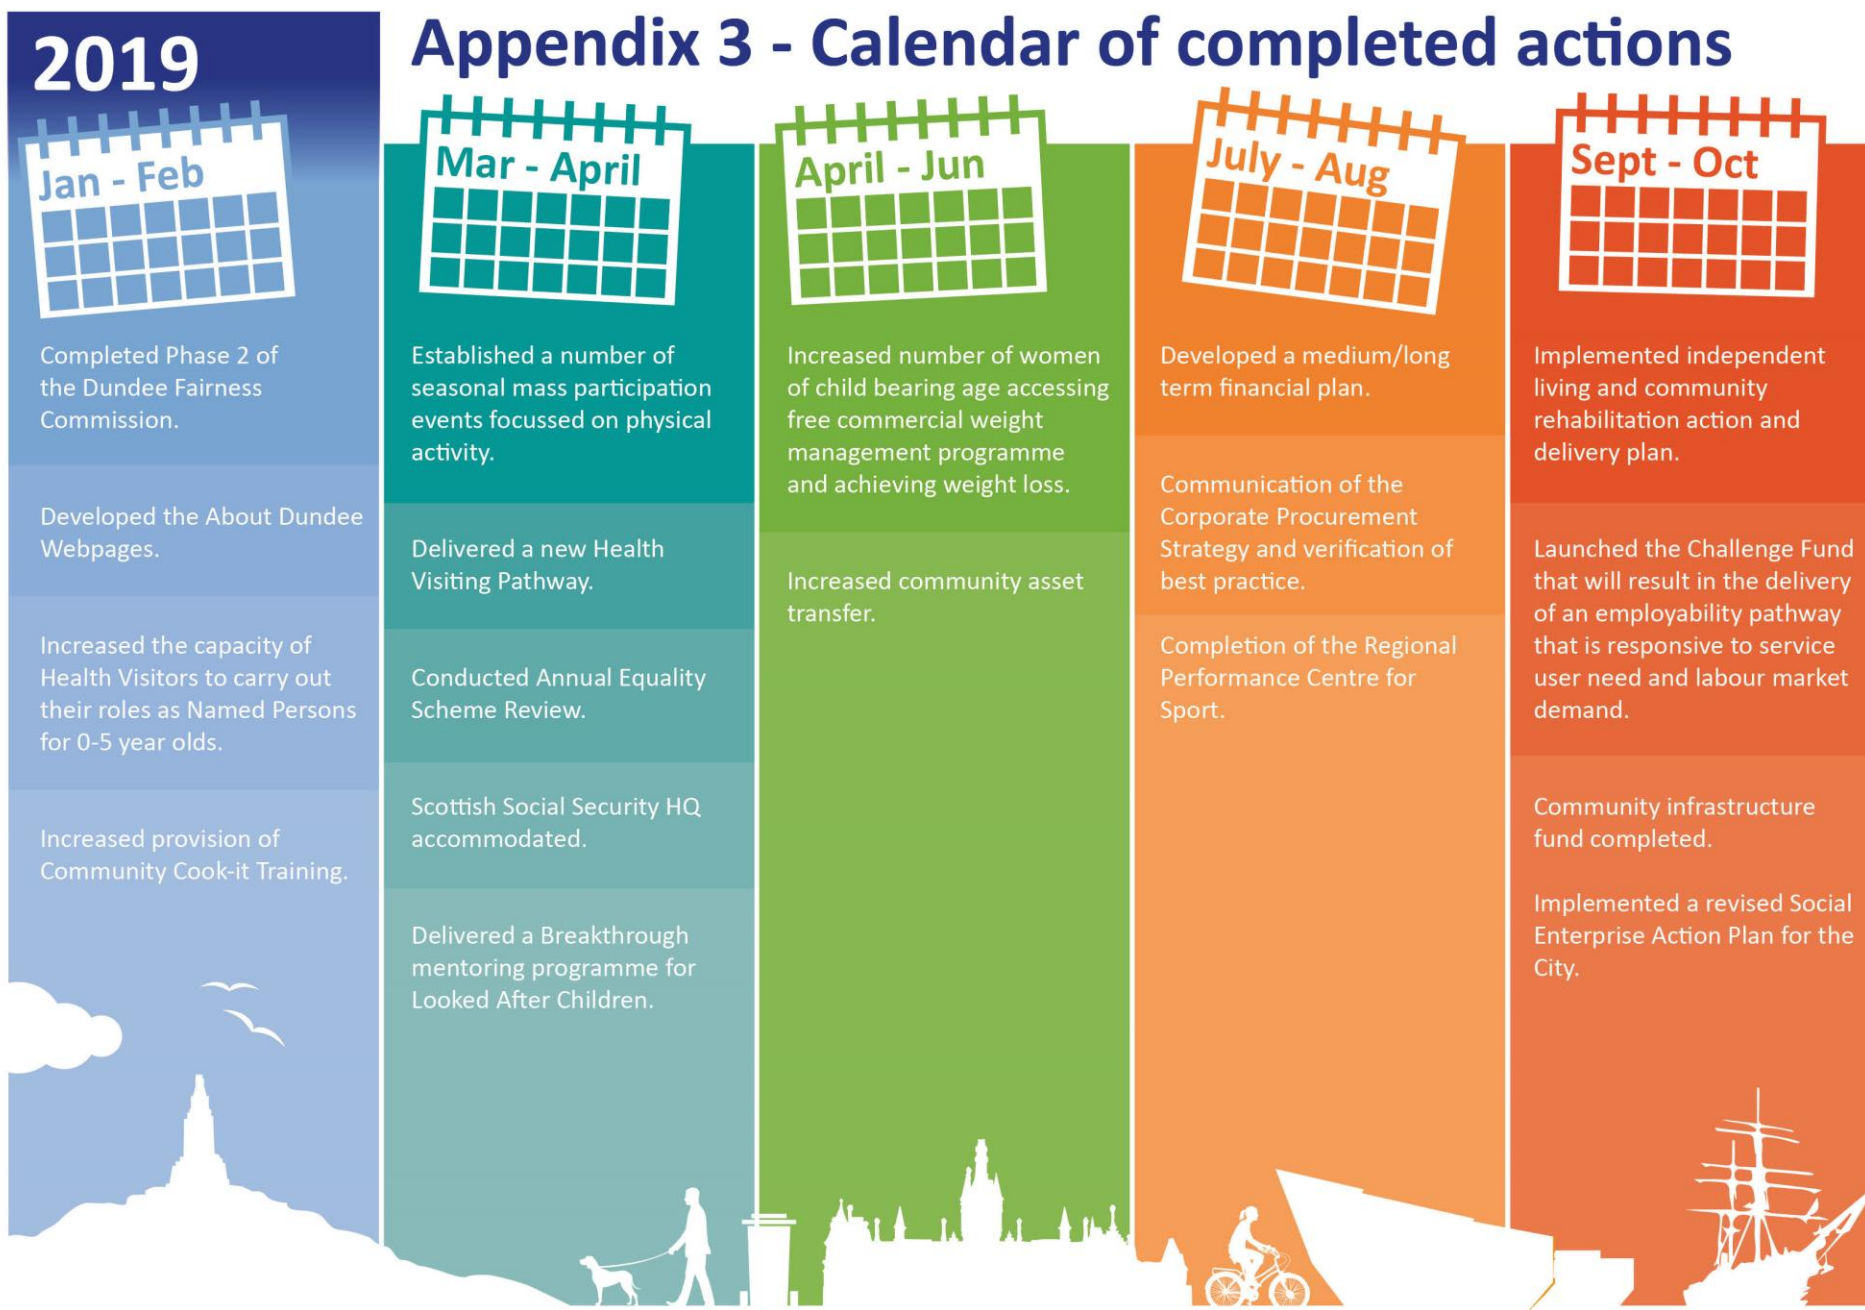 2019
Appendix 3 - Calendar of completed actions
Jan - Feb
Completed Phase 2 of
the Dundee Fairness
Commission.
Developed the About Dundee
Webpages.
Increased the capacity of
Health Visitors to carry out
their roles as Named Persons
for 0-5 year olds.
Increased provision of
Community Cook-it Training.
Mar - April
Established a number of
seasonal mass participation
events focussed on physical
activity.
Delivered a new Health
Visiting Pathway.
Conducted Annual Equality
Scheme Review.
Scottish Social Security HQ
accommodated.
Delivered a Breakthrough
mentoring programme for
Looked After Children.
April - Jun
Increased number of women
of child bearing age accessing
free commercial weight
management programme
and achieving weight loss.
Increased community asset
transfer.
July - Aug
Developed a medium/long
term financial plan.
Communication of the
Corporate Procurement
Strategy and verification of
best practice.
Completion of the Regional
Performance Centre for
Sport.
Sept - Oct
Implemented independent
living and community
rehabilitation action and
delivery plan.
Launched the Challenge Fund
that will result in the delivery
of an employability pathway
that is responsive to service
user need and labour market
demand.
Community infrastructure
fund completed.
Implemented a revised Social
Enterprise Action Plan for the
City.